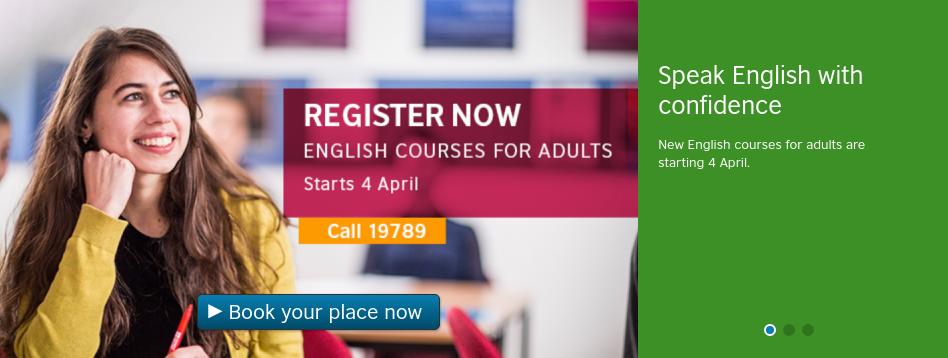 REGISTER NOW
ENGLISH COURSES FOR ADULTS
Starts 4 April
Call 19789
Book your place now
Speak English with
confidence
New English courses for adults are
starting 4 April.